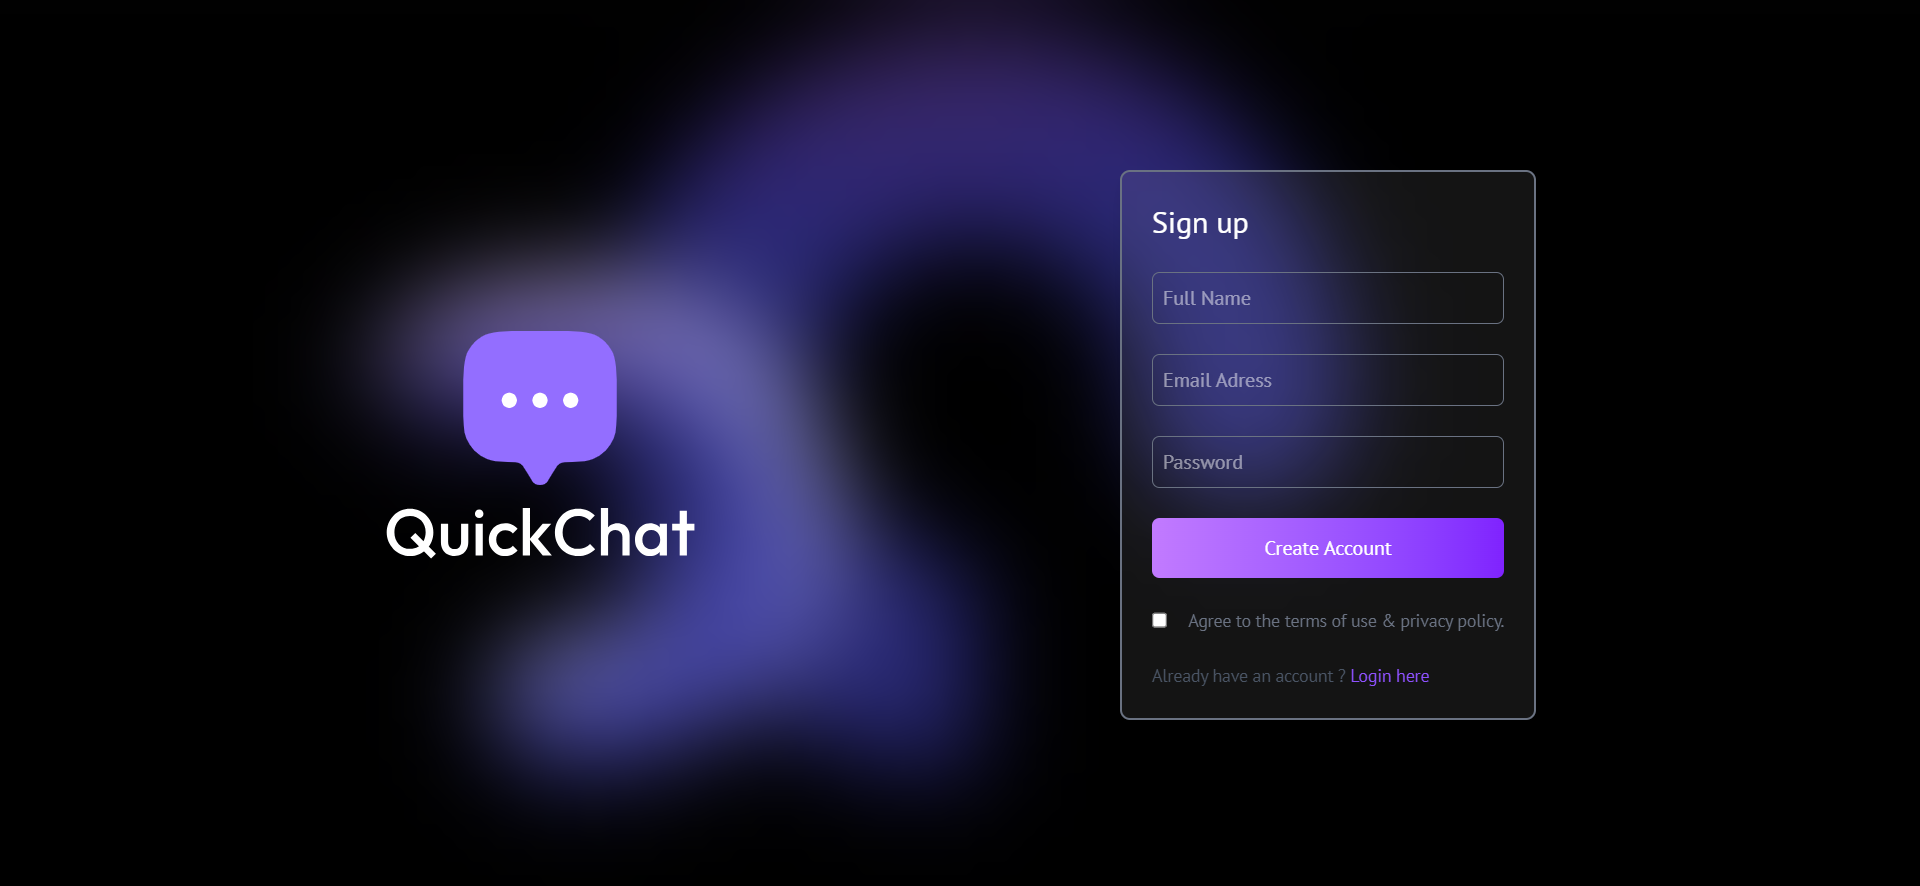 QuickChat
Sign up
Full Name
Email Adress
Password
Create Account
Agree to the terms of use & privacy policy.
Already have an account ? Login here